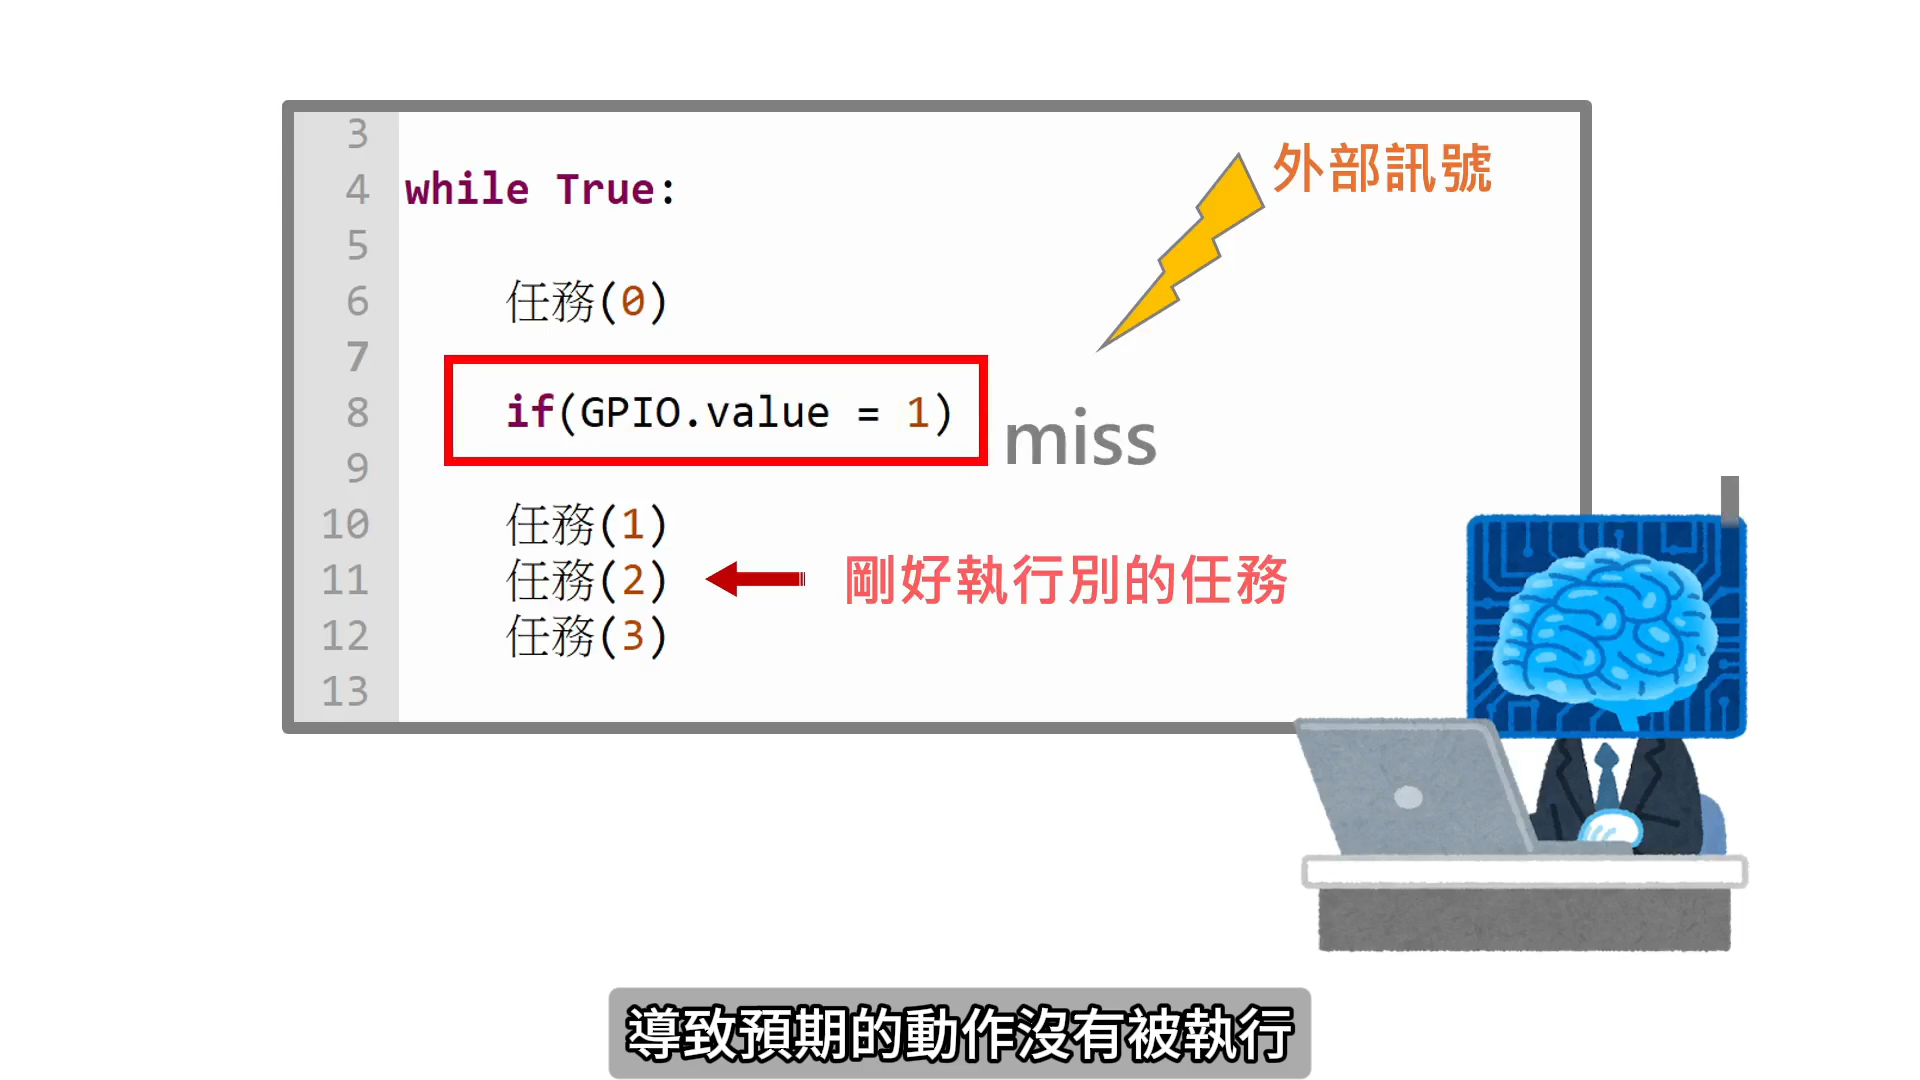 3
4 while True:
外部訊號
5
6 任務(0)
7
8 if(GPIO.value = 1)
miss
9
10 任務(1)
11 任務(2)
剛好執行別的任務
12 任務(3)
13
導致預期的動作沒有被執行